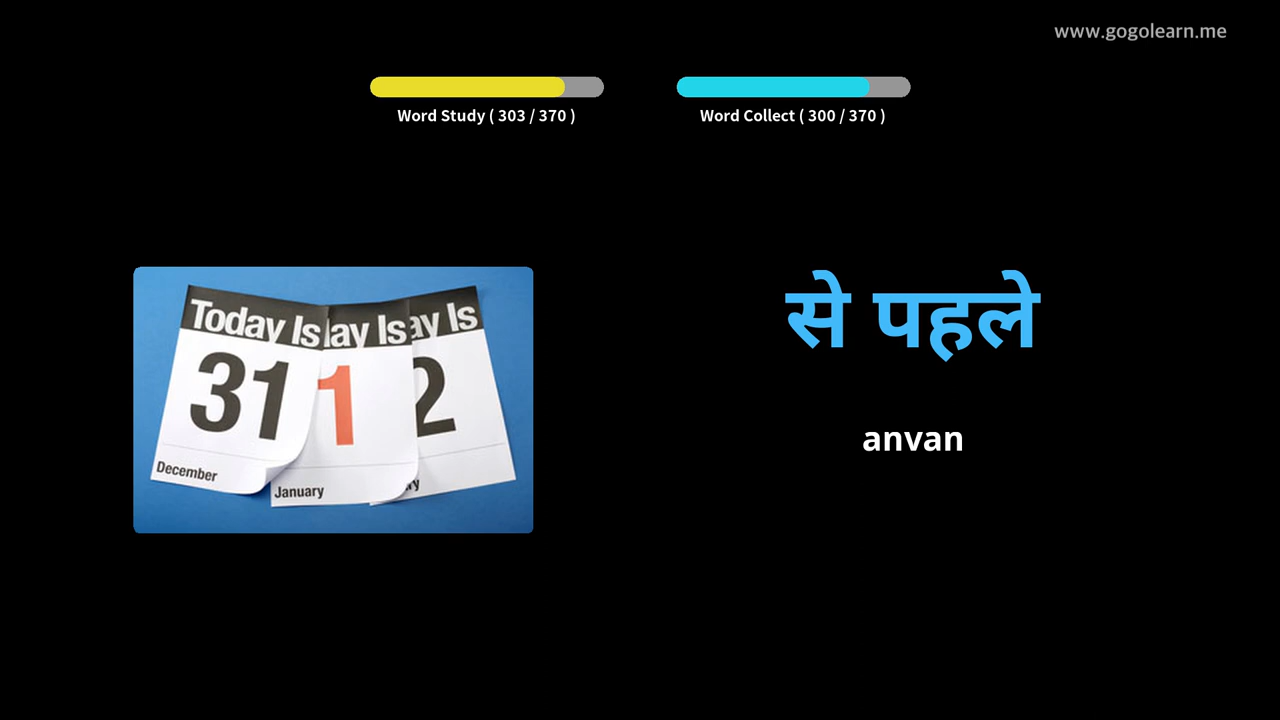 www.gogolearn.me
Word Study ( 303 / 370 )
Word Collect ( 300 / 370 )
से पहले
anvan
Today Is
ay Is
ay Is
31
1
2
December
January